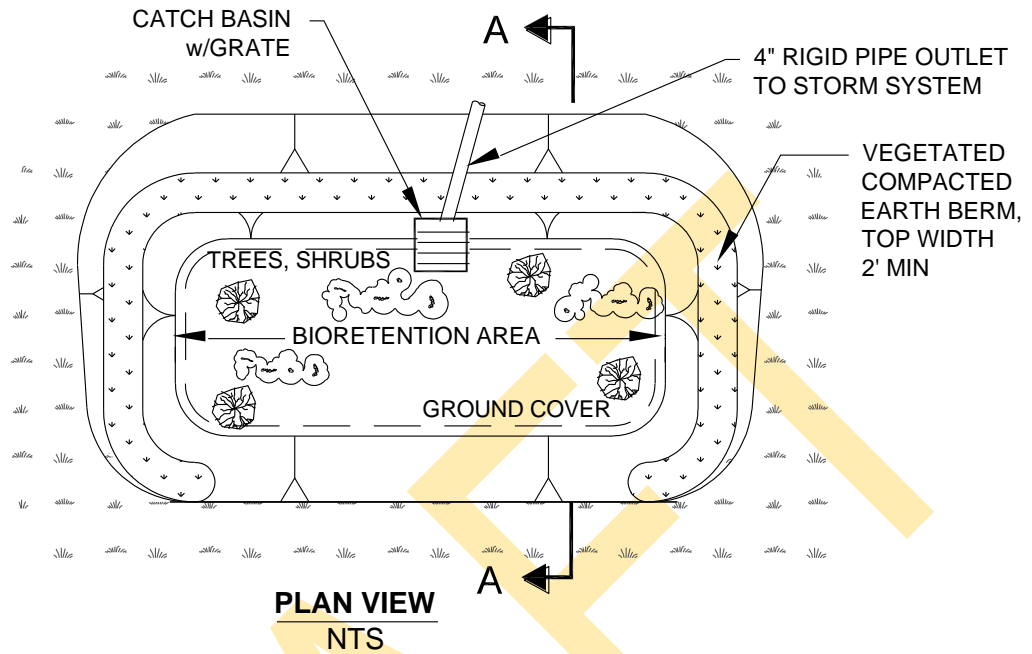 CATCH BASIN
w/GRATE
A
4" RIGID PIPE OUTLET
TO STORM SYSTEM
VEGETATED
COMPACTED
EARTH BERM,
TOP WIDTH
2' MIN
TREES, SHRUBS
BIORETENTION AREA
GROUND COVER
A
PLAN VIEW
NTS